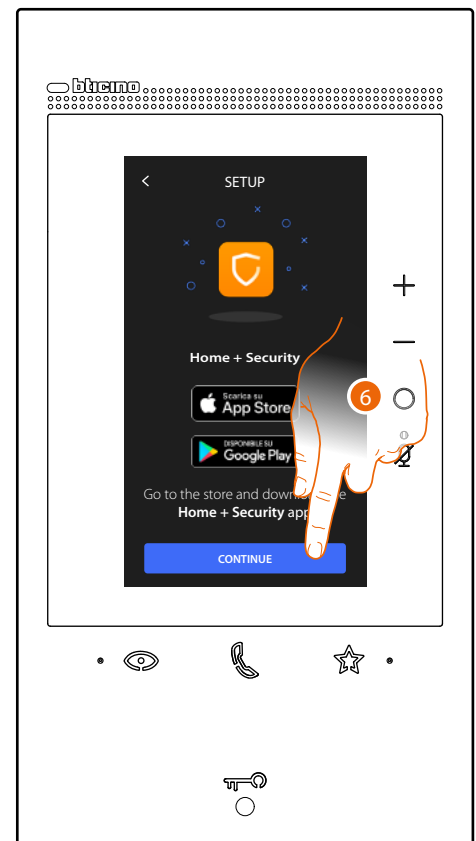 bticino
SETUP
Home + Security
Scarica su
App Store
DISPONIBILE SU
Google Play
6
Go to the store and down e
Home + Security app
CONTINUE